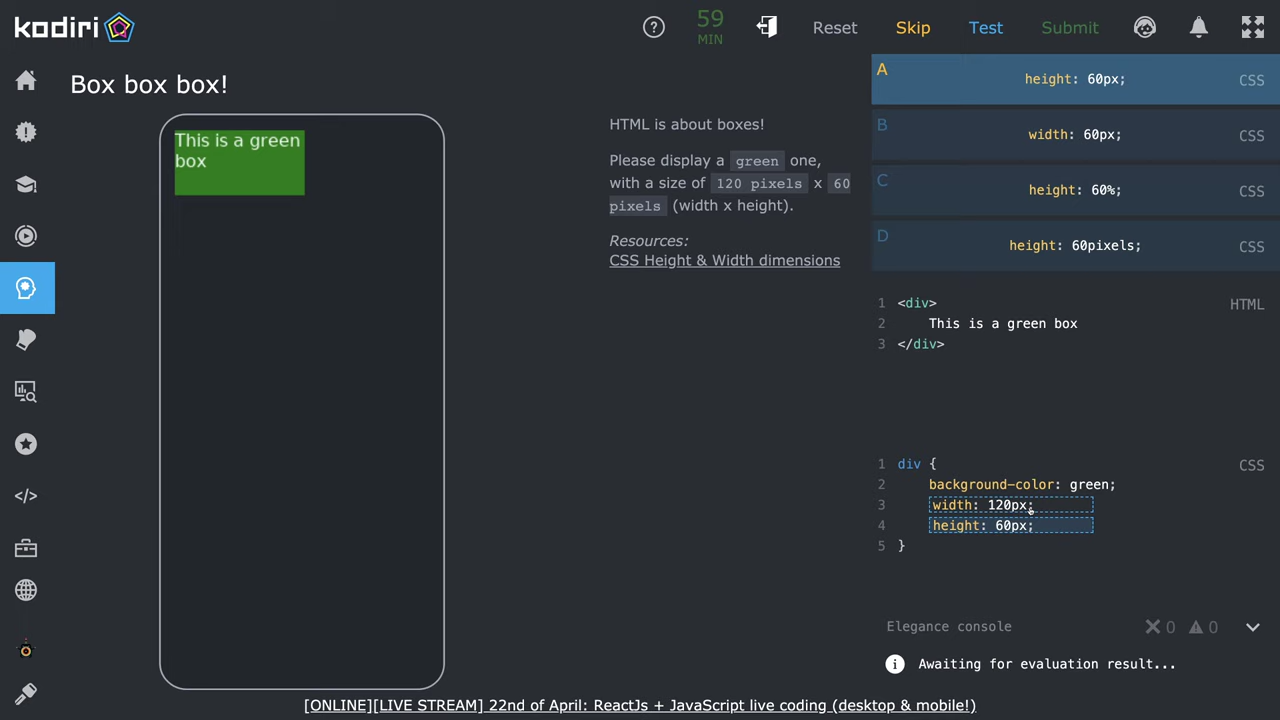 kodiri
59
MIN
Reset
Skip
Test
Submit
Box box box!
This is a green
box
HTML is about boxes!
Please display a green one,
with a size of 120 pixels x 60
pixels (width x height).
Resources:
CSS Height & Width dimensions
A
height: 60px;
CSS
B
width: 60px;
CSS
C
height: 60%;
CSS
D
height: 60pixels;
CSS
1 <div>
HTML
2 This is a green box
3 </div>
1 div {
CSS
2 background-color: green;
3 width: 120px;
4 height: 60px;
5 }
Elegance console
0
0
Awaiting for evaluation result...
[ONLINE][LIVE STREAM] 22nd of April: ReactJs + JavaScript live coding (desktop & mobile!)